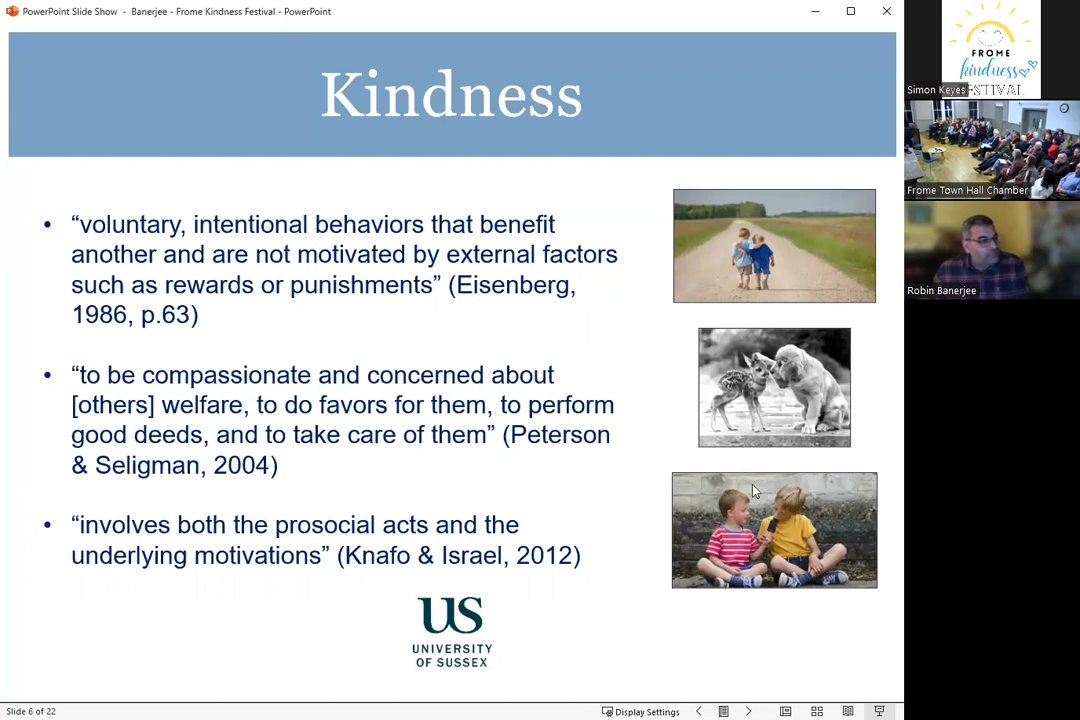 PowerPoint Slide Show - Banerjee - Frome Kindness Festival - PowerPoint
Kindness
• “voluntary, intentional behaviors that benefit
another and are not motivated by external factors
such as rewards or punishments” (Eisenberg,
1986, p.63)
• “to be compassionate and concerned about
[others] welfare, to do favors for them, to perform
good deeds, and to take care of them” (Peterson
& Seligman, 2004)
• “involves both the prosocial acts and the
underlying motivations” (Knafo & Israel, 2012)
US
UNIVERSITY
OF SUSSEX
Slide 6 of 22
Display Settings
FROME
kindness
FESTIVAL
Simon Keyes
Frome Town Hall Chamber
Robin Banerjee